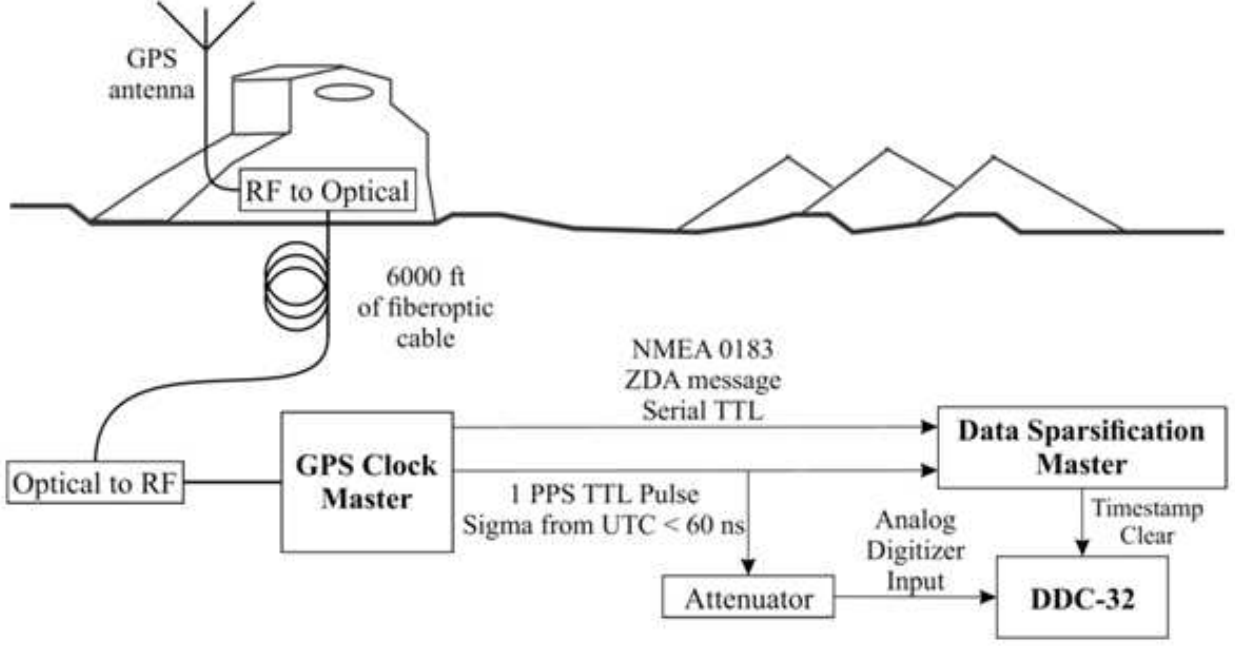 GPS
antenna
RF to Optical
6000 ft
of fiberoptic
cable
NMEA 0183
ZDA message
Serial TTL
Optical to RF
GPS Clock
Master
1 PPS TTL Pulse
Sigma from UTC < 60 ns
Data Sparsification
Master
Timestamp
Clear
Analog
Digitizer
Input
Attenuator
DDC-32